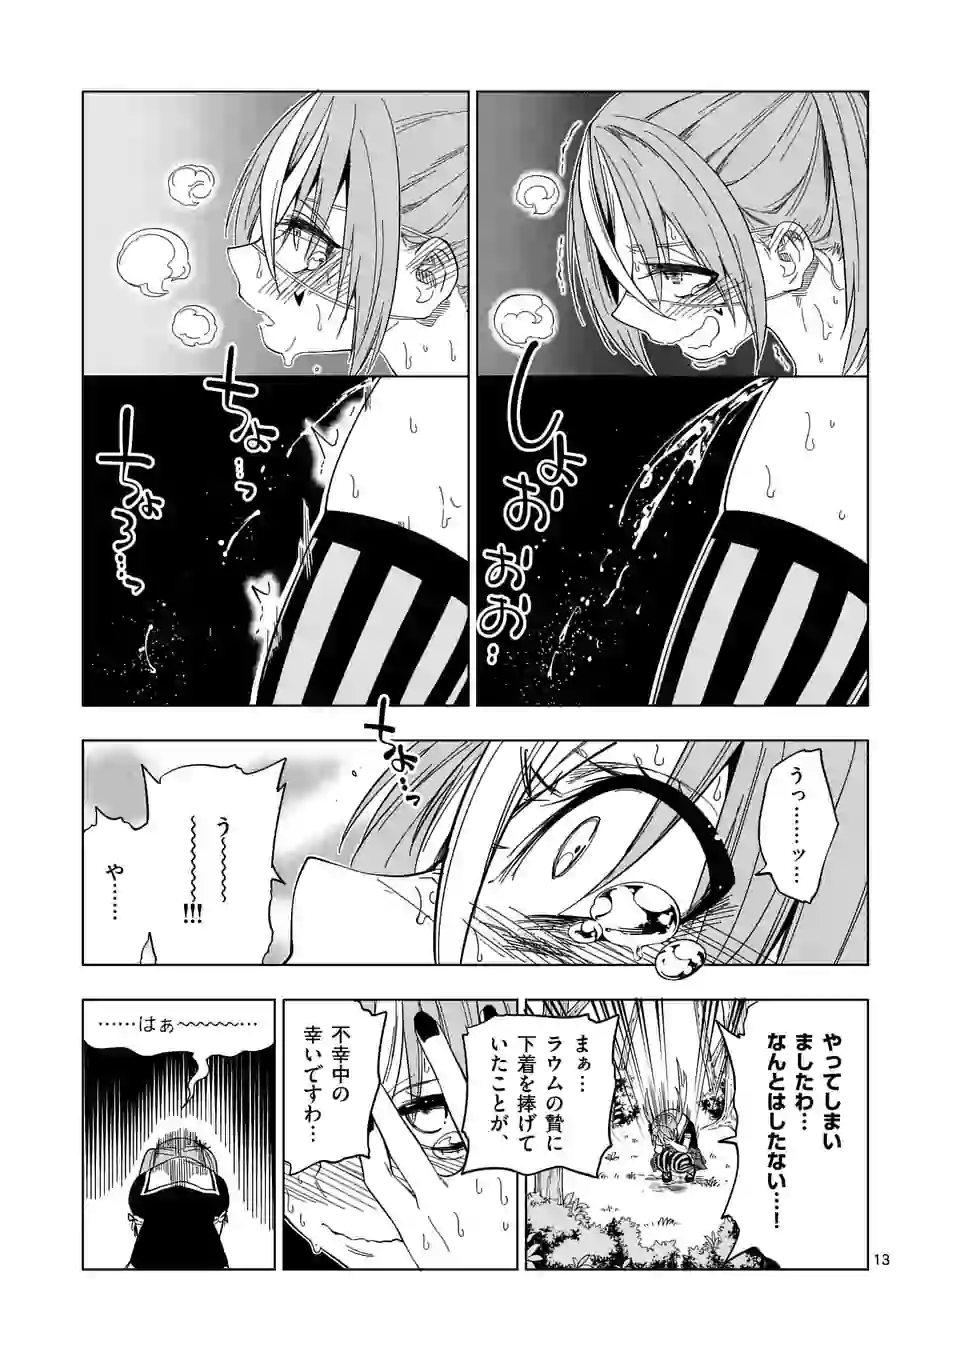 しょ
お
お
お…
ちょ…っ
ちょろ…っ
ちょ…っ
うっ……ッ…
う〜〜〜〜
〜〜〜〜!!!
や……
やってしまい
ましたわ…
なんとはしたない…!
まぁ…
ラウムの贄に
下着を捧げて
いたことが、
不幸中の
幸いですわ…
……はぁ〜〜〜〜…
13